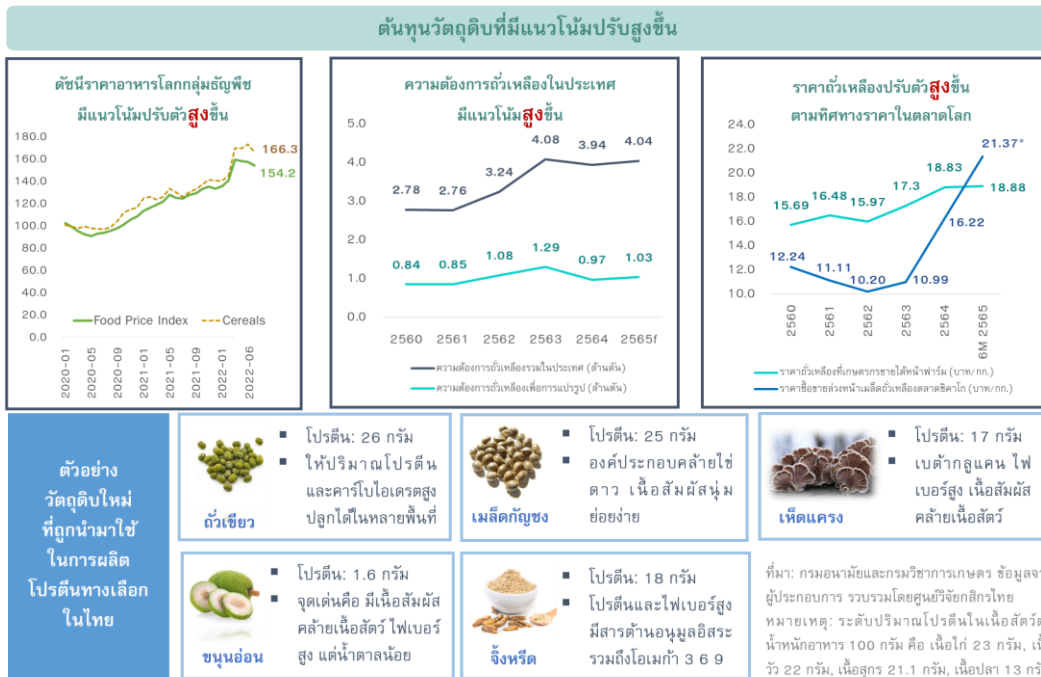 ต้นทุนวัตถุดิบที่มีแนวโน้มปรับสูงขึ้น
ดัชนีราคาอาหารโลกกลุ่มธัญพืช
มีแนวโน้มปรับตัวสูงขึ้น
180.0
160.0
140.0
120.0
100.0
80.0
60.0
40.0
20.0
0.0
166.3
154.2
Food Price Index
Cereals
2020-01
2020-05
2020-09
2021-01
2021-05
2021-09
2022-01
2022-06
ความต้องการถั่วเหลืองในประเทศ
มีแนวโน้มสูงขึ้น
5.0
4.0
3.0
2.0
1.0
0.0
2.78
2.76
3.24
4.08
3.94
4.04
0.84
0.85
1.08
1.29
0.97
1.03
2560
2561
2562
2563
2564
2565f
ความต้องการถั่วเหลืองรวมในประเทศ (ล้านตัน)
ความต้องการถั่วเหลืองเพื่อการแปรรูป (ล้านตัน)
ราคาถั่วเหลืองปรับตัวสูงขึ้น
ตามทิศทางราคาในตลาดโลก
24.0
22.0
20.0
18.0
16.0
14.0
12.0
10.0
15.69
16.48
15.97
17.3
18.83
18.88
12.24
11.11
10.20
10.99
16.22
21.37*
2560
2561
2562
2563
2564
6M 2565
ราคาถั่วเหลืองที่เกษตรกรขายได้หน้าฟาร์ม (บาท/กก.)
ราคาซื้อขายล่วงหน้าเมล็ดถั่วเหลืองตลาดชิคาโก (บาท/กก.)
ตัวอย่าง
วัตถุดิบใหม่
ที่ถูกนำมาใช้
ในการผลิต
โปรตีนทางเลือก
ในไทย
ถั่วเขียว
โปรตีน: 26 กรัม
ให้ปริมาณโปรตีน
และคาร์โบไฮเดรตสูง
ปลูกได้ในหลายพื้นที่
เมล็ดกัญชง
โปรตีน: 25 กรัม
องค์ประกอบคล้ายไข่
ดาว เนื้อสัมผัสนุ่ม
ย่อยง่าย
เห็ดแครง
โปรตีน: 17 กรัม
เบต้ากลูแคน ไฟ
เบอร์สูง เนื้อสัมผัส
คล้ายเนื้อสัตว์
ขนุนอ่อน
โปรตีน: 1.6 กรัม
จุดเด่นคือ มีเนื้อสัมผัส
คล้ายเนื้อสัตว์ ไฟเบอร์
สูง แต่น้ำตาลน้อย
จิ้งหรีด
โปรตีน: 18 กรัม
โปรตีนและไฟเบอร์สูง
มีสารต้านอนุมูลอิสระ
รวมถึงโอเมก้า 3 6 9
ที่มา: กรมอนามัยและกรมวิชาการเกษตร ข้อมูลจา
ผู้ประกอบการ รวบรวมโดยศูนย์วิจัยกสิกรไทย
หมายเหตุ: ระดับปริมาณโปรตีนในเนื้อสัตว์ต่
น้ำหนักอาหาร 100 กรัม คือ เนื้อไก่ 23 กรัม, เนื้
วัว 22 กรัม, เนื้อสุกร 21.1 กรัม, เนื้อปลา 13 กรั